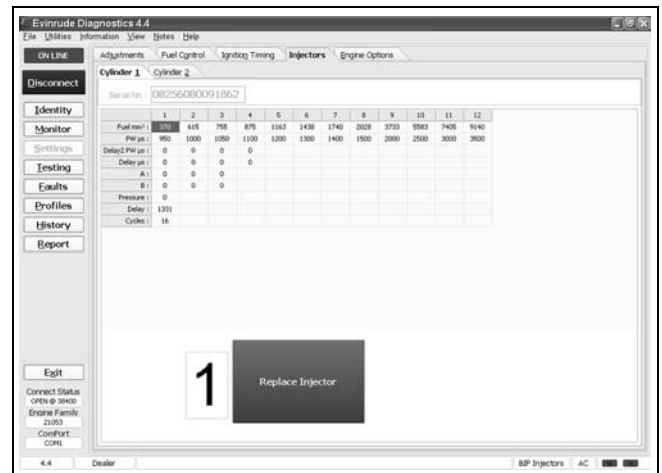 Evinrude Diagnostics 4.4
File Utilities Information View Notes Help
ON LINE
Disconnect
Identity
Monitor
Settings
Testing
Faults
Profiles
History
Report
Exit
Connect Status
OPEN @ 38400
Engine Family
21053
ComPort
COM1
Adjustments Fuel Control Ignition Timing Injectors Engine Options
Cylinder 1 Cylinder 2
Serial No : 08256080091862
1 2 3 4 5 6 7 8 9 10 11 12
Fuel mm³ : 370 615 755 875 1163 1438 1740 2028 3733 5583 7405 9140
PW µs : 950 1000 1050 1100 1200 1300 1400 1500 2000 2500 3000 3500
Delay2 PW µs : 0 0 0 0
Delay µs : 0 0 0 0
A : 0 0 0
B : 0 0 0
Pressure : 0
Delay : 1331
Cycles : 16
1 Replace Injector
4.4 Dealer BIP Injectors AC